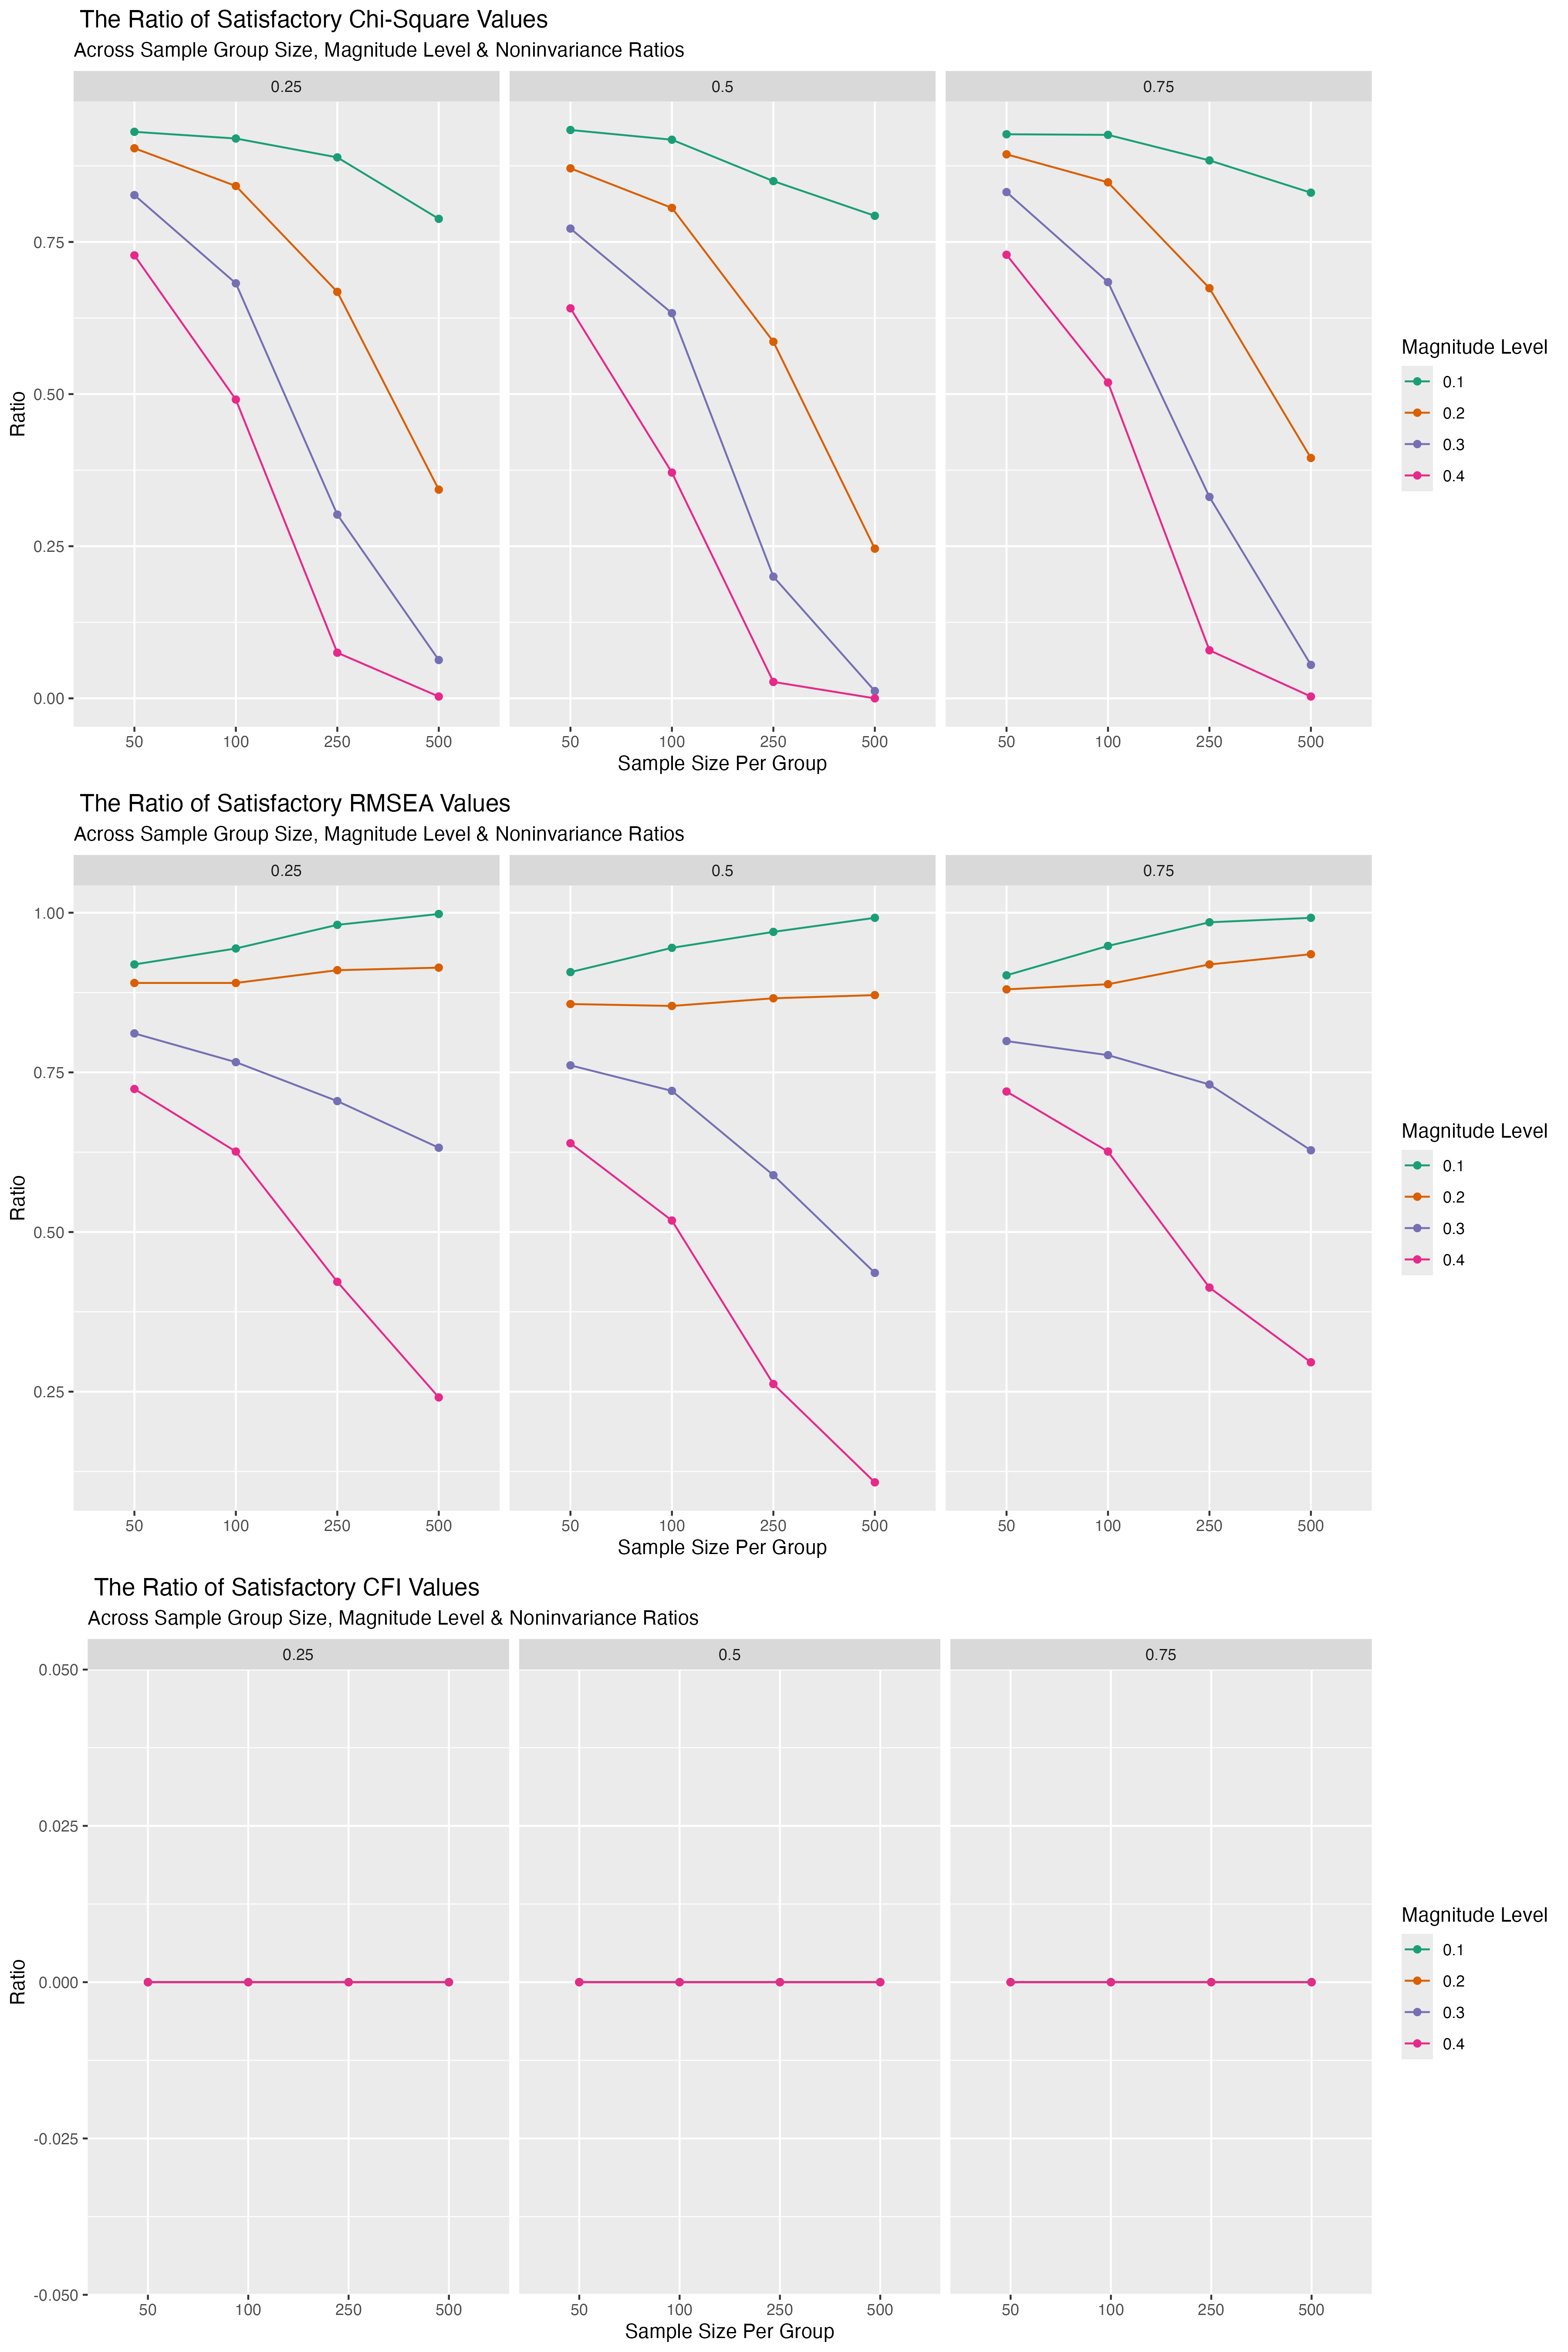 The Ratio of Satisfactory Chi-Square Values
Across Sample Group Size, Magnitude Level & Noninvariance Ratios
0.25 0.5 0.75
Ratio
0.75
0.50
0.25
0.00
50 100 250 500 50 100 250 500 50 100 250 500
Sample Size Per Group
Magnitude Level
0.1
0.2
0.3
0.4
The Ratio of Satisfactory RMSEA Values
Across Sample Group Size, Magnitude Level & Noninvariance Ratios
0.25 0.5 0.75
Ratio
1.00
0.75
0.50
0.25
50 100 250 500 50 100 250 500 50 100 250 500
Sample Size Per Group
Magnitude Level
0.1
0.2
0.3
0.4
The Ratio of Satisfactory CFI Values
Across Sample Group Size, Magnitude Level & Noninvariance Ratios
0.25 0.5 0.75
Ratio
0.050
0.025
0.000
-0.025
-0.050
50 100 250 500 50 100 250 500 50 100 250 500
Sample Size Per Group
Magnitude Level
0.1
0.2
0.3
0.4